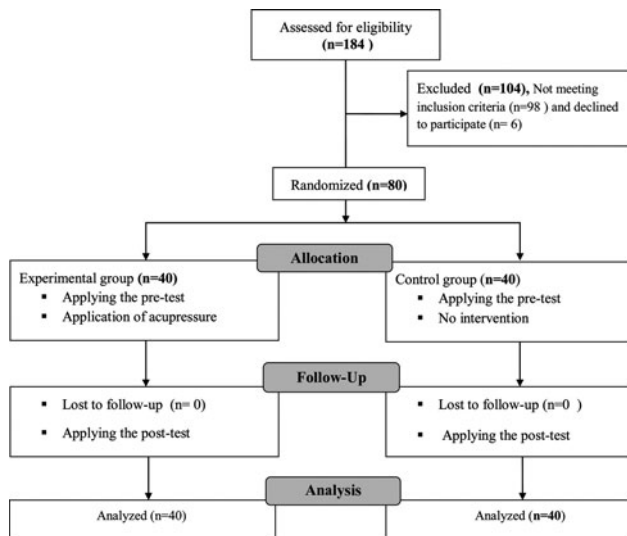 Assessed for eligibility
(n=184 )
Excluded (n=104), Not meeting
inclusion criteria (n=98 ) and declined
to participate (n= 6)
Randomized (n=80)
Allocation
Experimental group (n=40)
▪ Applying the pre-test
▪ Application of acupressure
Control group (n=40)
▪ Applying the pre-test
▪ No intervention
Follow-Up
▪ Lost to follow-up (n= 0)
▪ Applying the post-test
▪ Lost to follow-up (n=0 )
▪ Applying the post-test
Analysis
Analyzed (n=40)
Analyzed (n=40)